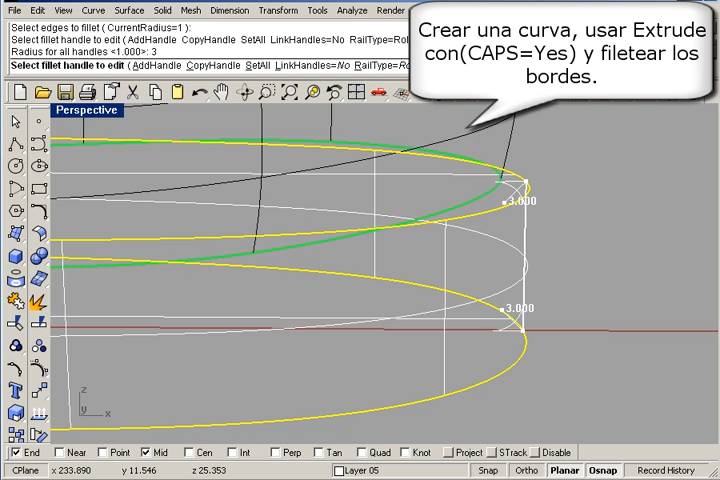 File Edit View Curve Surface Solid Mesh Dimension Transform Tools Analyze Render
Select edges to fillet ( CurrentRadius=1 ):
Select fillet handle to edit ( AddHandle CopyHandle SetAll LinkHandles=No RailType=Rol
Radius for all handles <1.000>: 3
Select fillet handle to edit ( AddHandle CopyHandle SetAll LinkHandles=No RailType=Ro
Crear una curva, usar Extrude
con(CAPS=Yes) y filetear los
bordes.
Perspective
3.000
3.000
z
y x
End Near Point Mid Cen Int Perp Tan Quad Knot Project STrack Disable
CPlane x 233.890 y 11.546 z 25.353 Layer 05 Snap Ortho Planar Osnap Record History